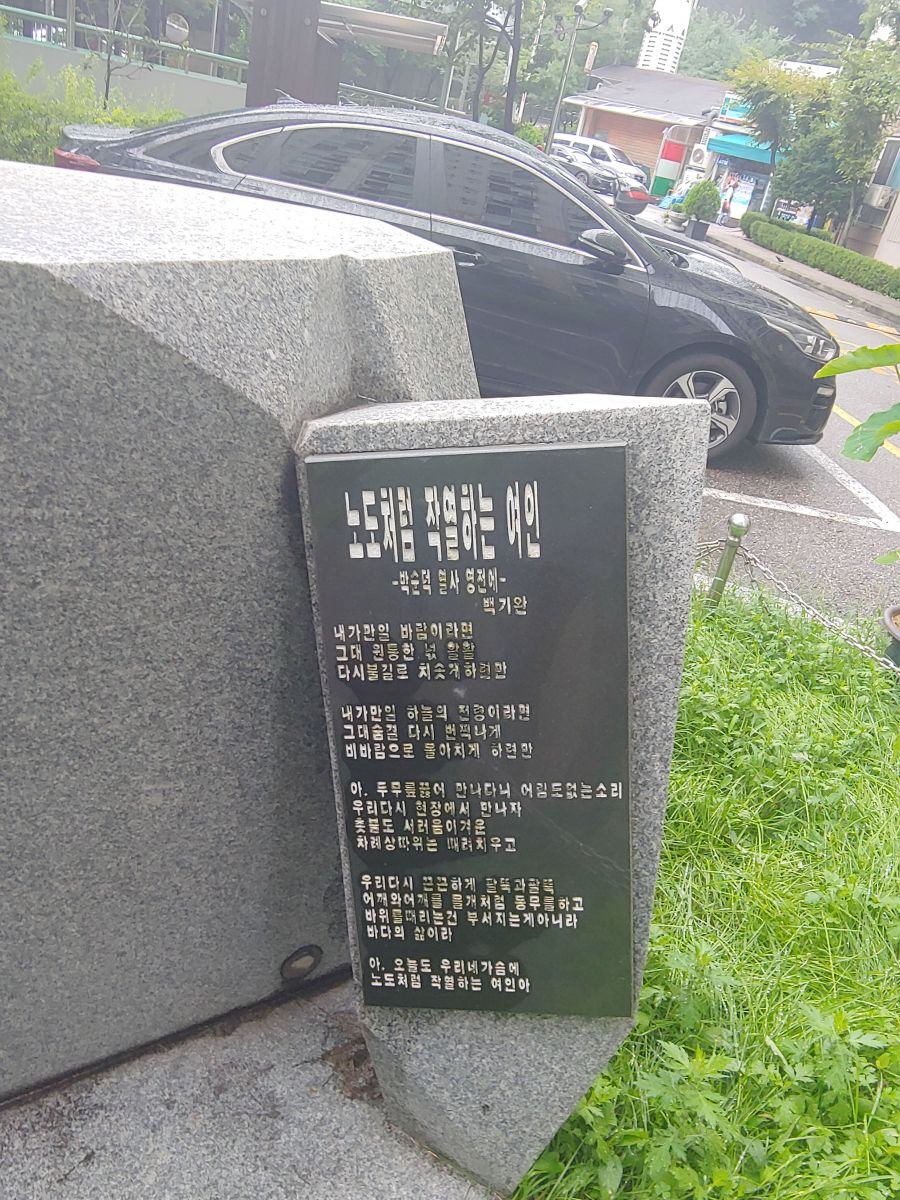 노도처럼 작열하는 여인
-박순덕 열사 영전에-
백기완
내가만일 바람이라면
그대 원통한 넋 활활
다시불길로 치솟게하련만
내가만일 하늘의 전령이라면
그대숨결 다시 번쩍나게
비바람으로 몰아치게 하련만
아. 두무릎꿇어 만나다니 어림도없는소리
우리다시 현장에서 만나자
촛불도 서러움이겨운
차례상따위는 때려치우고
우리다시 끈끈하게 팔뚝과팔뚝
어깨와어깨를 물개처럼 동무를하고
바위를때리는건 부서지는게아니라
바다의 삶이라
아. 오늘도 우리네가슴에
노도처럼 작열하는 여인아